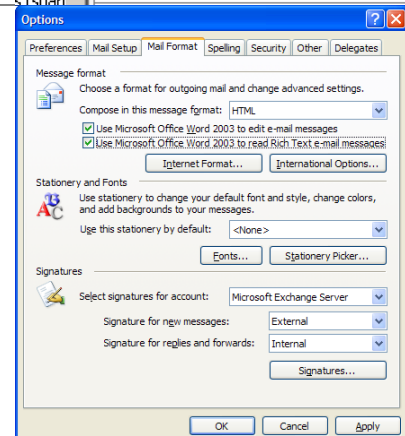 Options
Preferences Mail Setup Mail Format Spelling Security Other Delegates
Message format
Choose a format for outgoing mail and change advanced settings.
Compose in this message format: HTML
Use Microsoft Office Word 2003 to edit e-mail messages
Use Microsoft Office Word 2003 to read Rich Text e-mail messages
Internet Format... International Options...
Stationery and Fonts
Use stationery to change your default font and style, change colors,
and add backgrounds to your messages.
Use this stationery by default: <None>
Fonts... Stationery Picker...
Signatures
Select signatures for account: Microsoft Exchange Server
Signature for new messages: External
Signature for replies and forwards: Internal
Signatures...
OK Cancel Apply